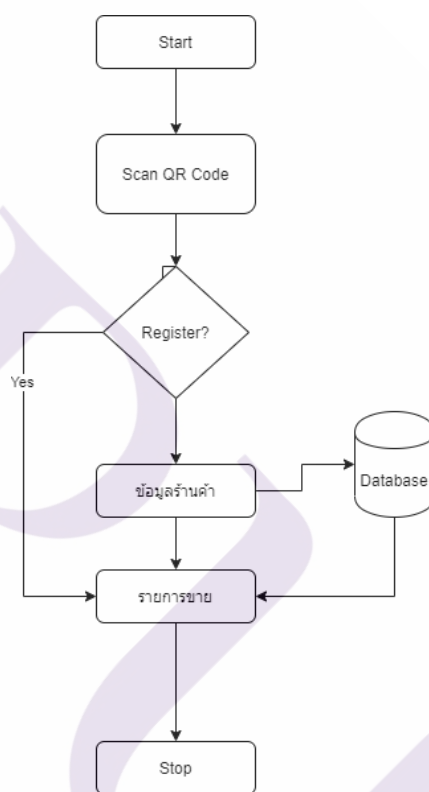 Start
Scan QR Code
Register?
Yes
Database
ข้อมูลร้านค้า
รายการขาย
Stop